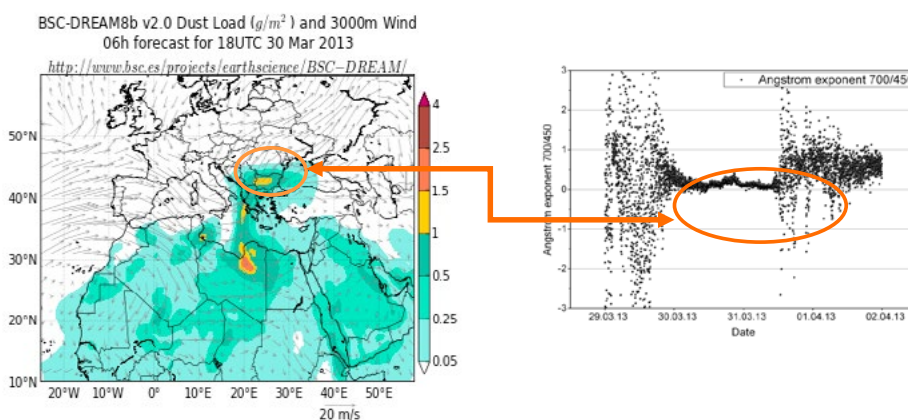 BSC-DREAM8b v2.0 Dust Load (g/m²) and 3000m Wind
06h forecast for 18UTC 30 Mar 2013
http://www.bsc.es/projects/earthscience/BSC−DREAM/
50°N
40°N
30°N
20°N
10°N
20°W 10°W 0° 10°E 20°E 30°E 40°E 50°E
20 m/s
4
2.5
1.5
1
0.5
0.25
0.05
Angstrom exponent 700/450
Angstrom exponent 700/450
3
2
1
0
-1
-2
-3
29.03.13 30.03.13 31.03.13 01.04.13 02.04.13
Date